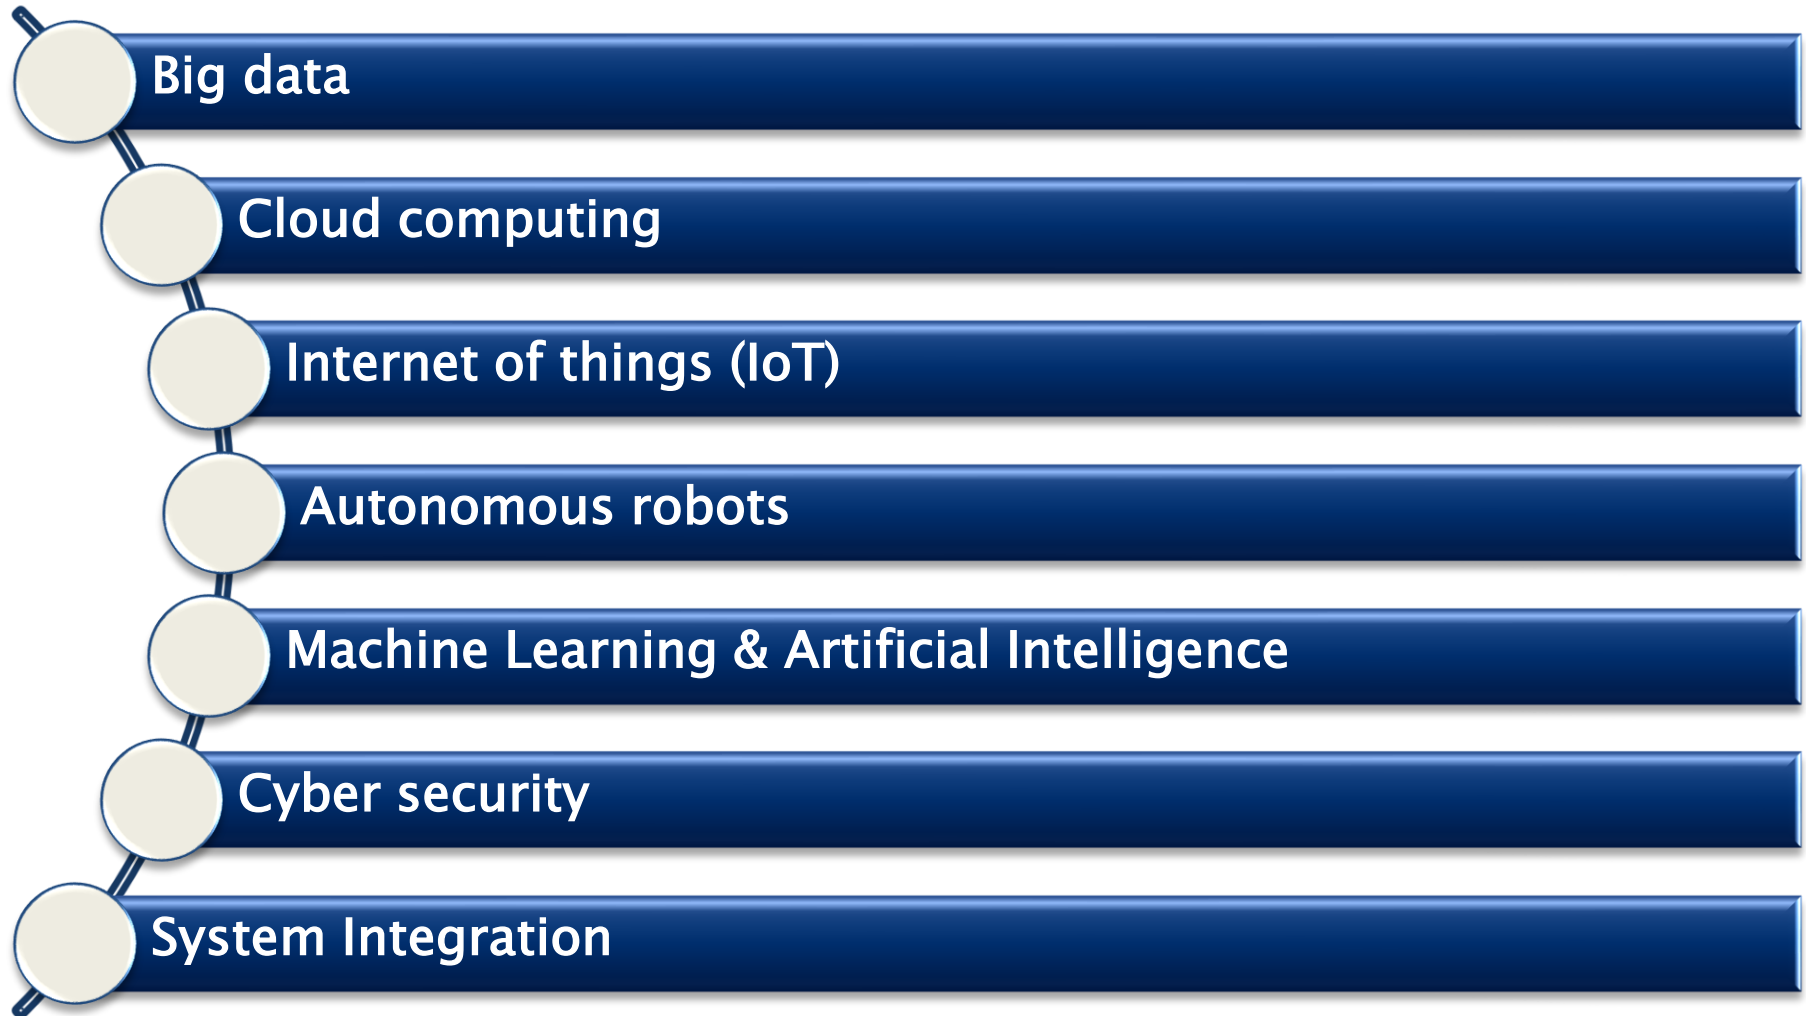 Big data
Cloud computing
Internet of things (IoT)
Autonomous robots
Machine Learning & Artificial Intelligence
Cyber security
System Integration